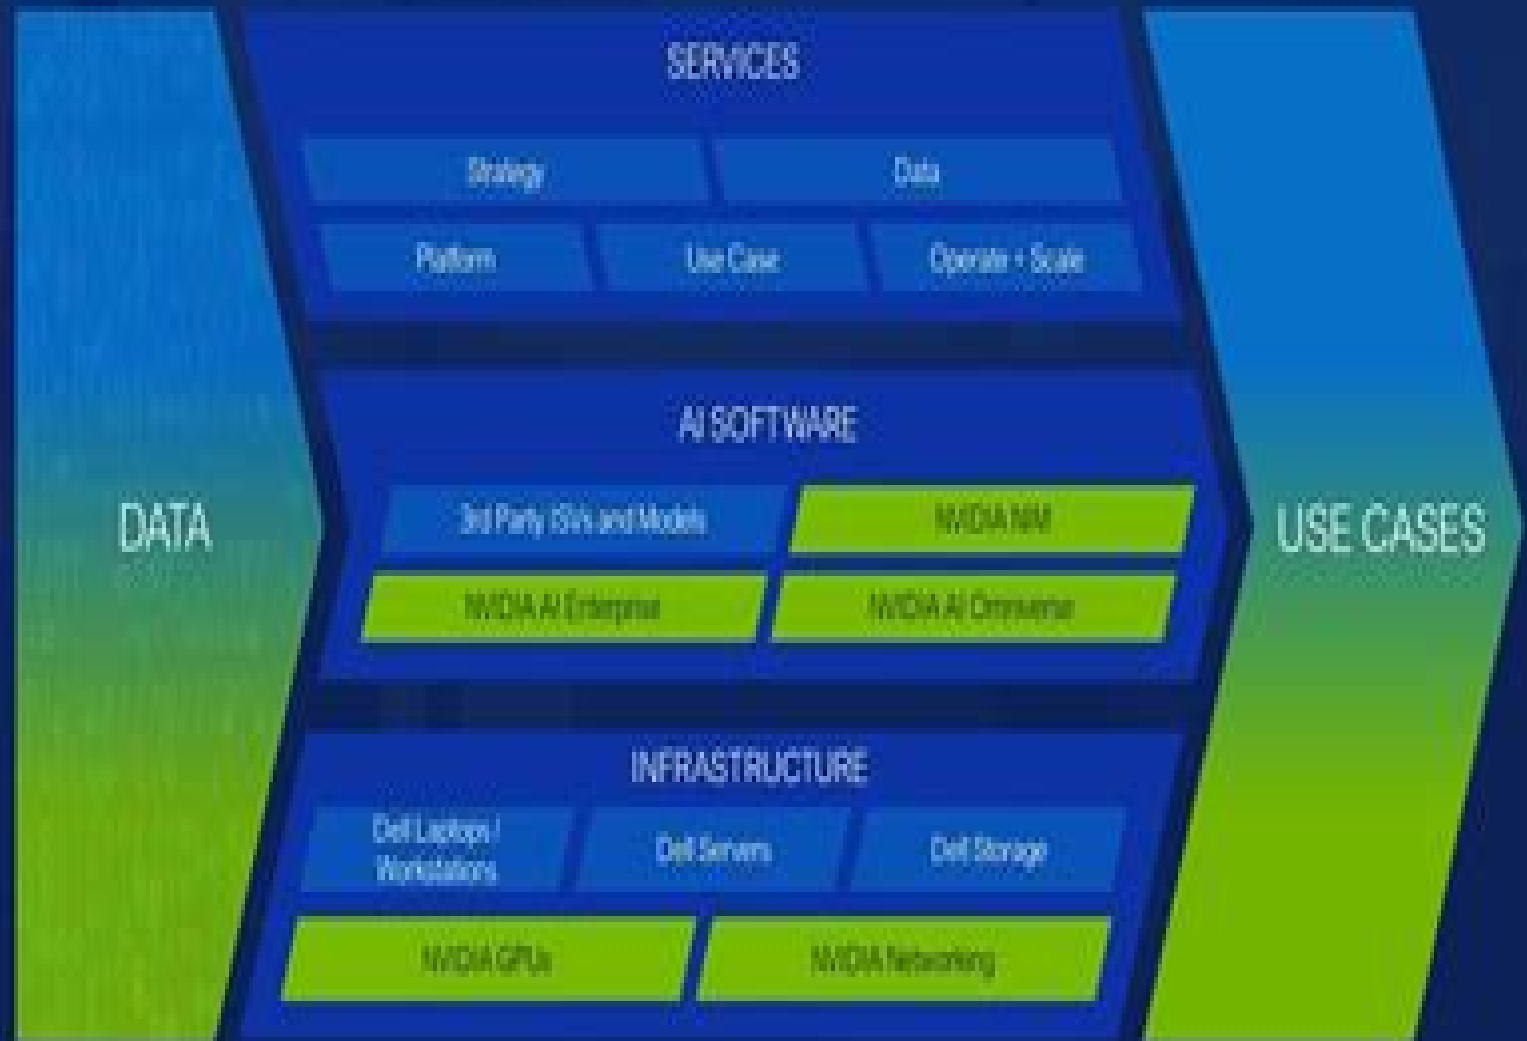 SERVICES
Strategy
Data
Platform
Use Case
Operate + Scale
AI SOFTWARE
3rd Party ISVs and Models
NVIDIA NIM
DATA
USE CASES
NVIDIA AI Enterprise
NVIDIA AI Omniverse
INFRASTRUCTURE
Dell Laptops /
Workstations
Dell Servers
Dell Storage
NVIDIA GPUs
NVIDIA Networking